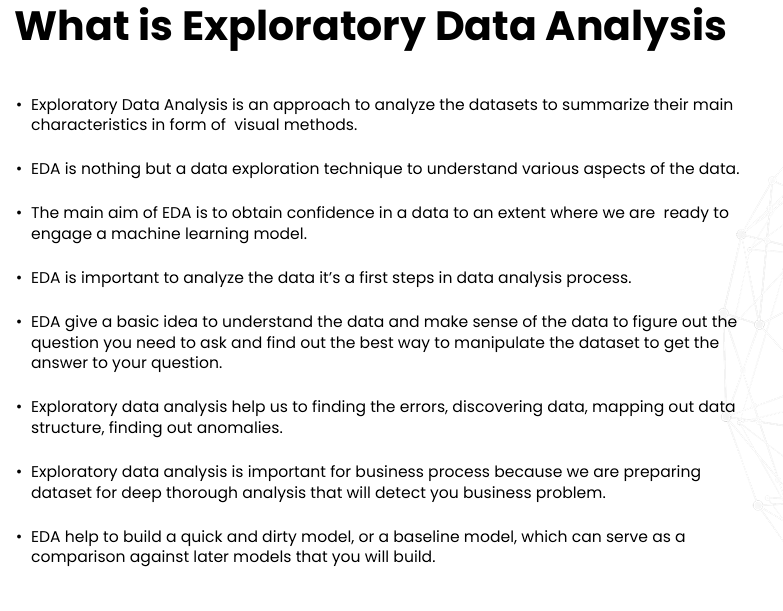 What is Exploratory Data Analysis
• Exploratory Data Analysis is an approach to analyze the datasets to summarize their main
characteristics in form of  visual methods.
• EDA is nothing but a data exploration technique to understand various aspects of the data.
• The main aim of EDA is to obtain confidence in a data to an extent where we are  ready to
engage a machine learning model.
• EDA is important to analyze the data it’s a first steps in data analysis process.
• EDA give a basic idea to understand the data and make sense of the data to figure out the
question you need to ask and find out the best way to manipulate the dataset to get the
answer to your question.
• Exploratory data analysis help us to finding the errors, discovering data, mapping out data
structure, finding out anomalies.
• Exploratory data analysis is important for business process because we are preparing
dataset for deep thorough analysis that will detect you business problem.
• EDA help to build a quick and dirty model, or a baseline model, which can serve as a
comparison against later models that you will build.